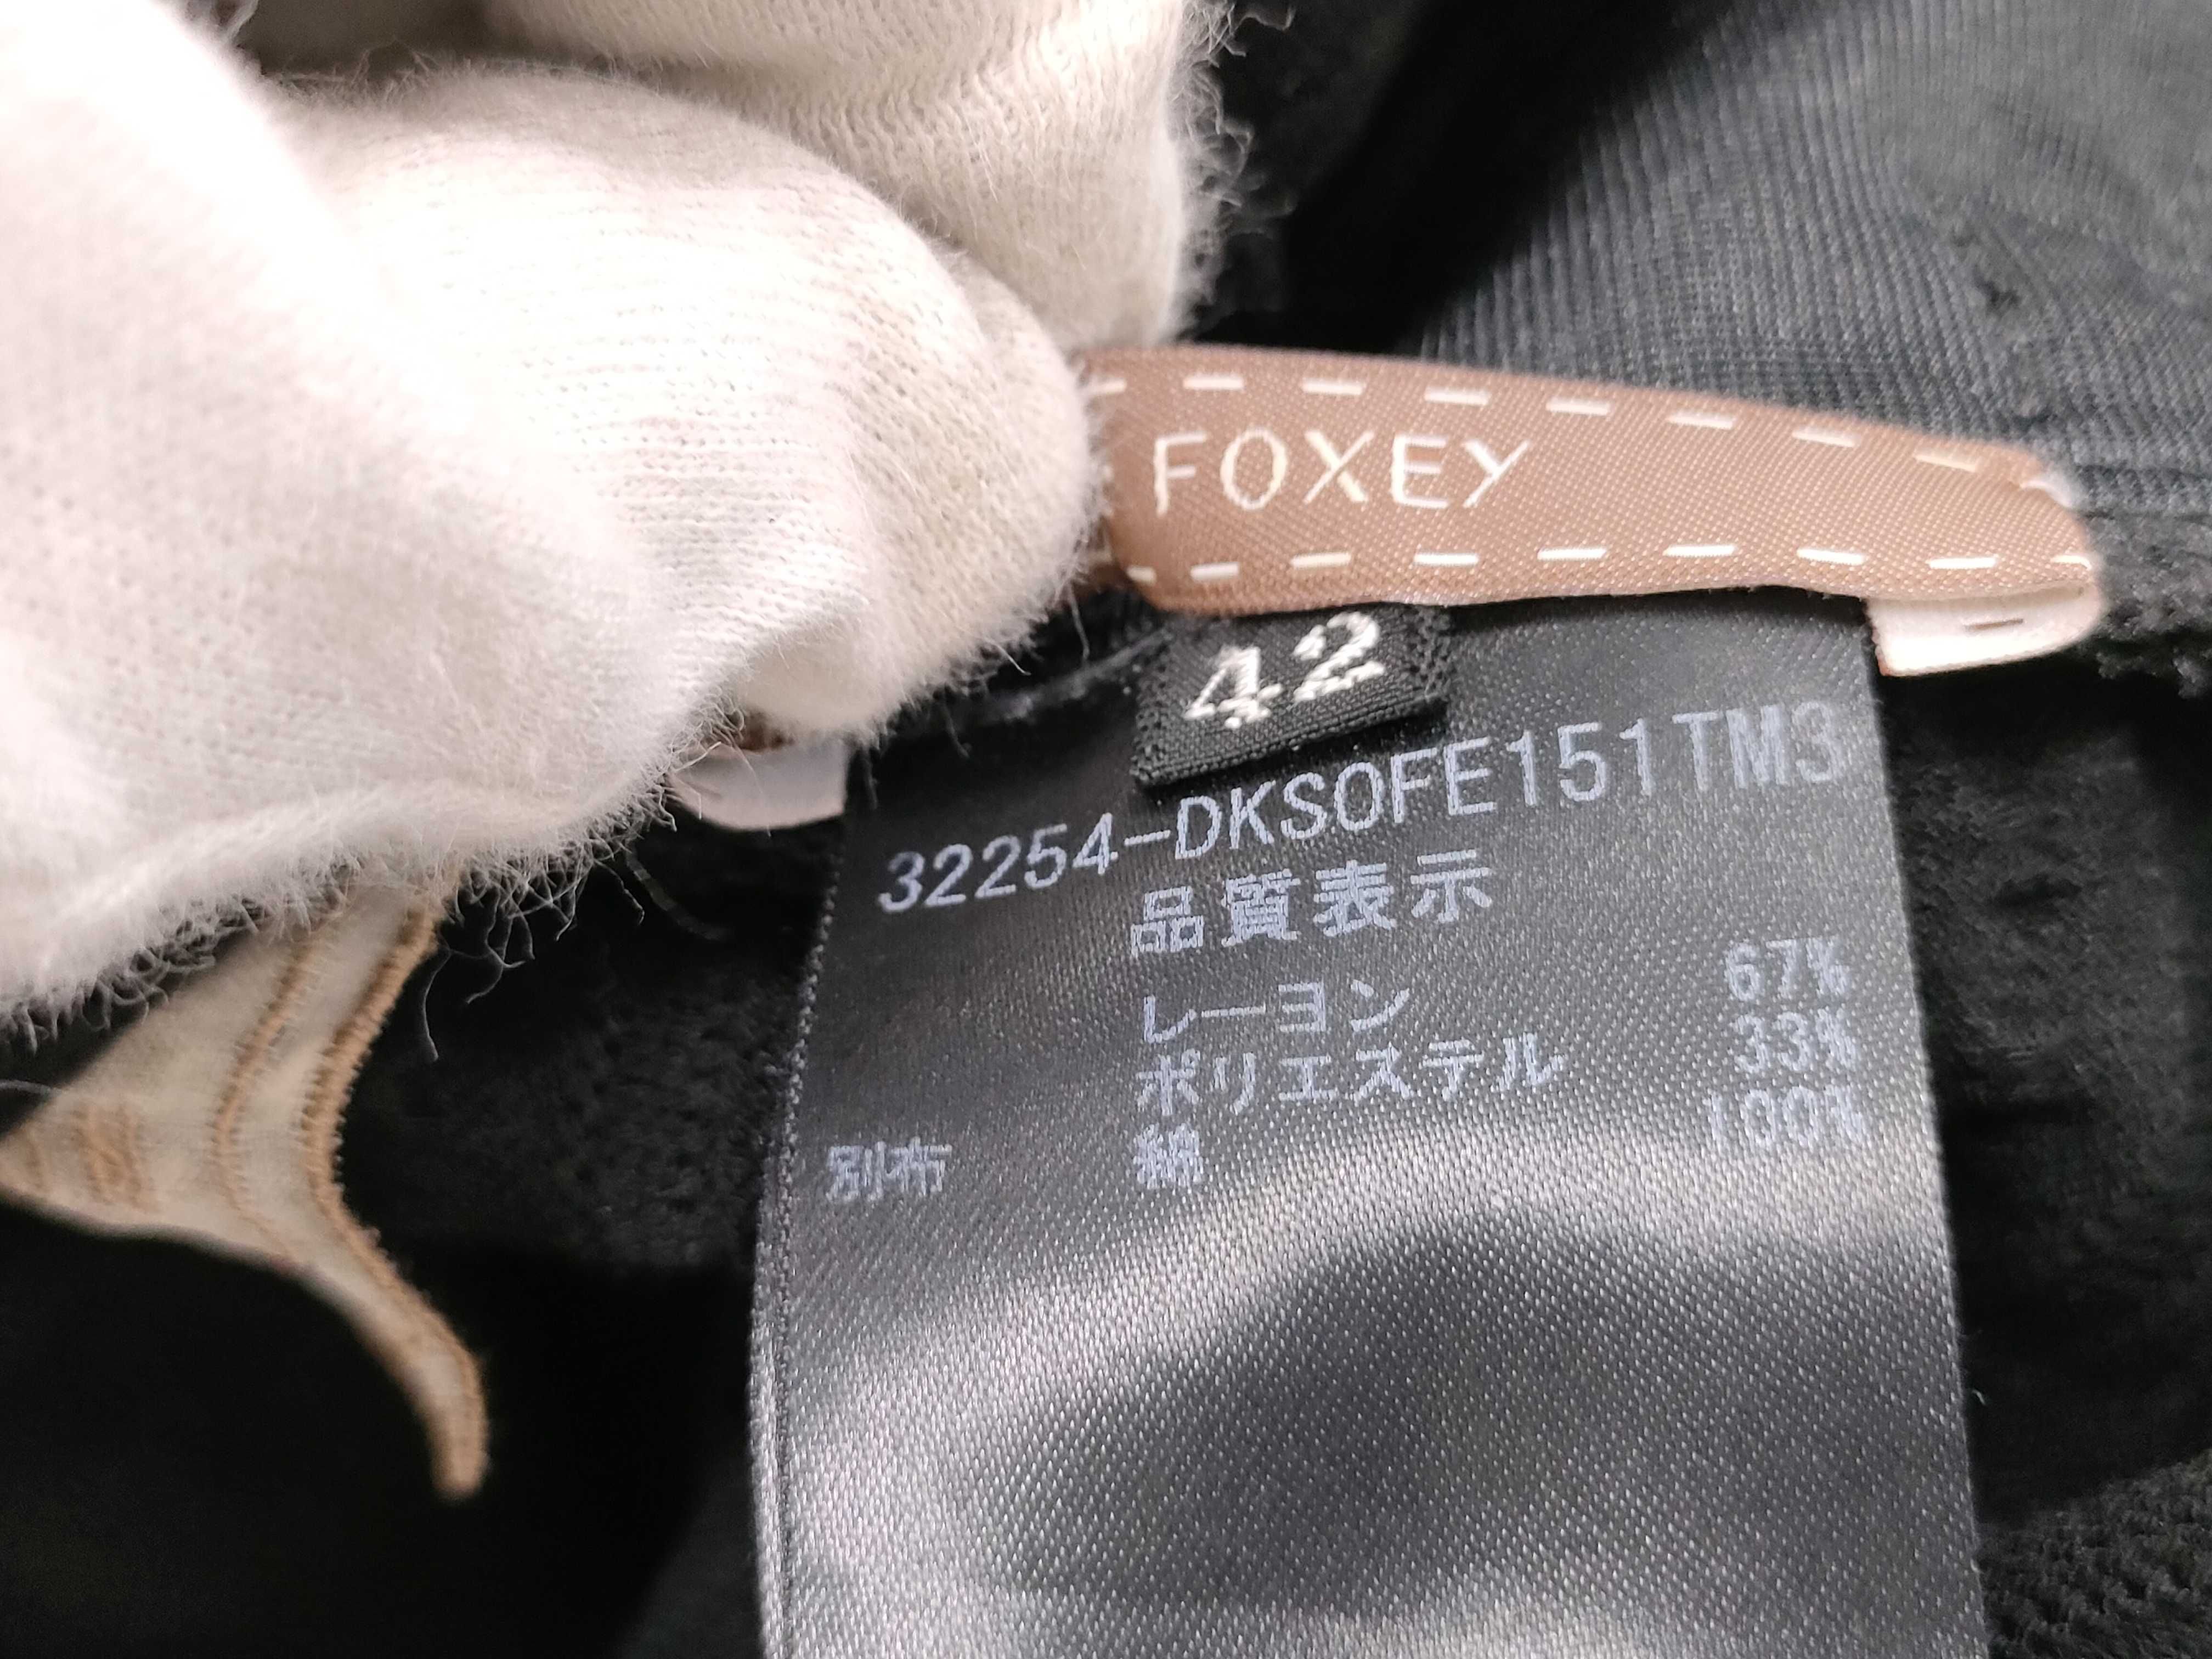 FOXEY
42
32254-DKSOFE151TM3
品質表示
レーヨン 67%
ポリエステル 33%
別布 綿 100%